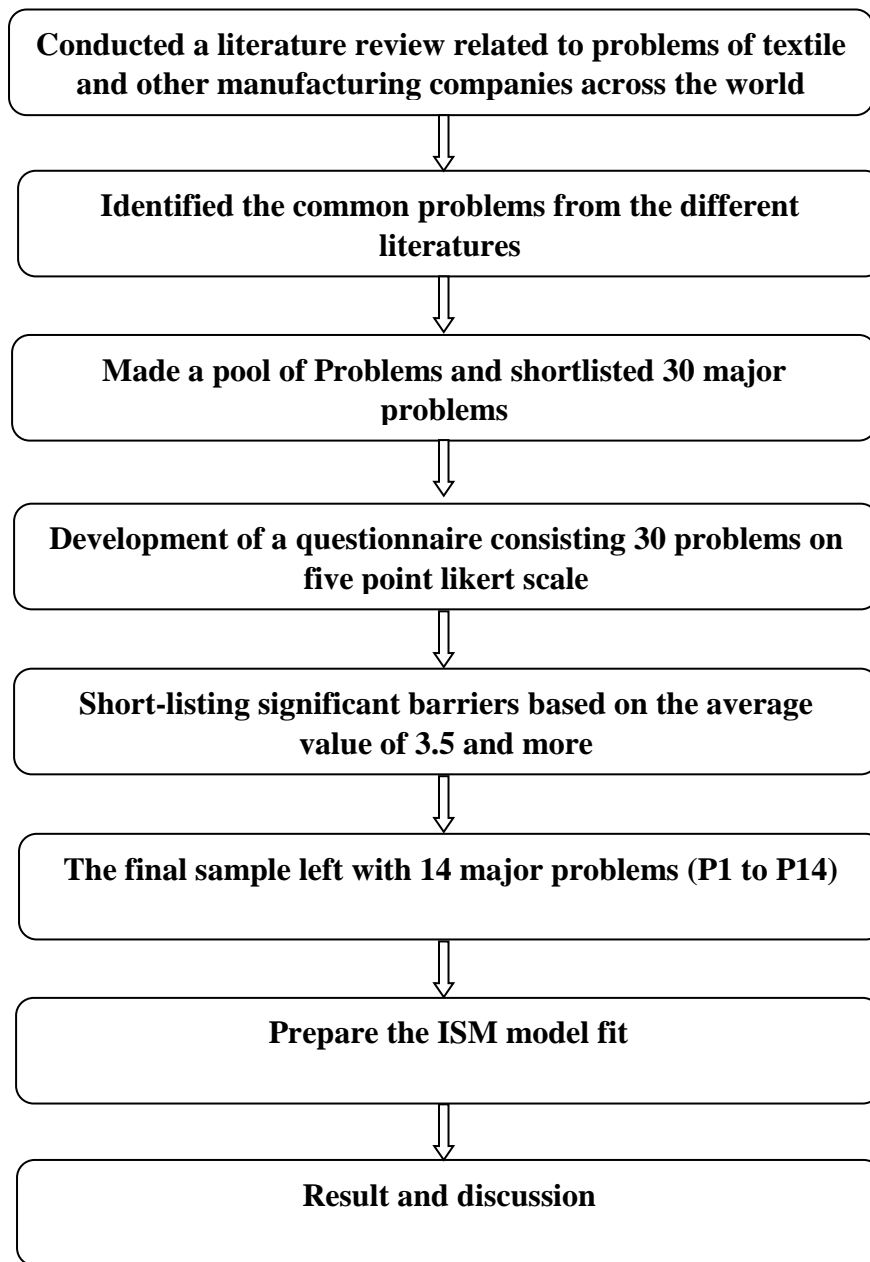 Conducted a literature review related to problems of textile
and other manufacturing companies across the world
Identified the common problems from the different
literatures
Made a pool of Problems and shortlisted 30 major
problems
Development of a questionnaire consisting 30 problems on
five point likert scale
Short-listing significant barriers based on the average
value of 3.5 and more
The final sample left with 14 major problems (P1 to P14)
Prepare the ISM model fit
Result and discussion